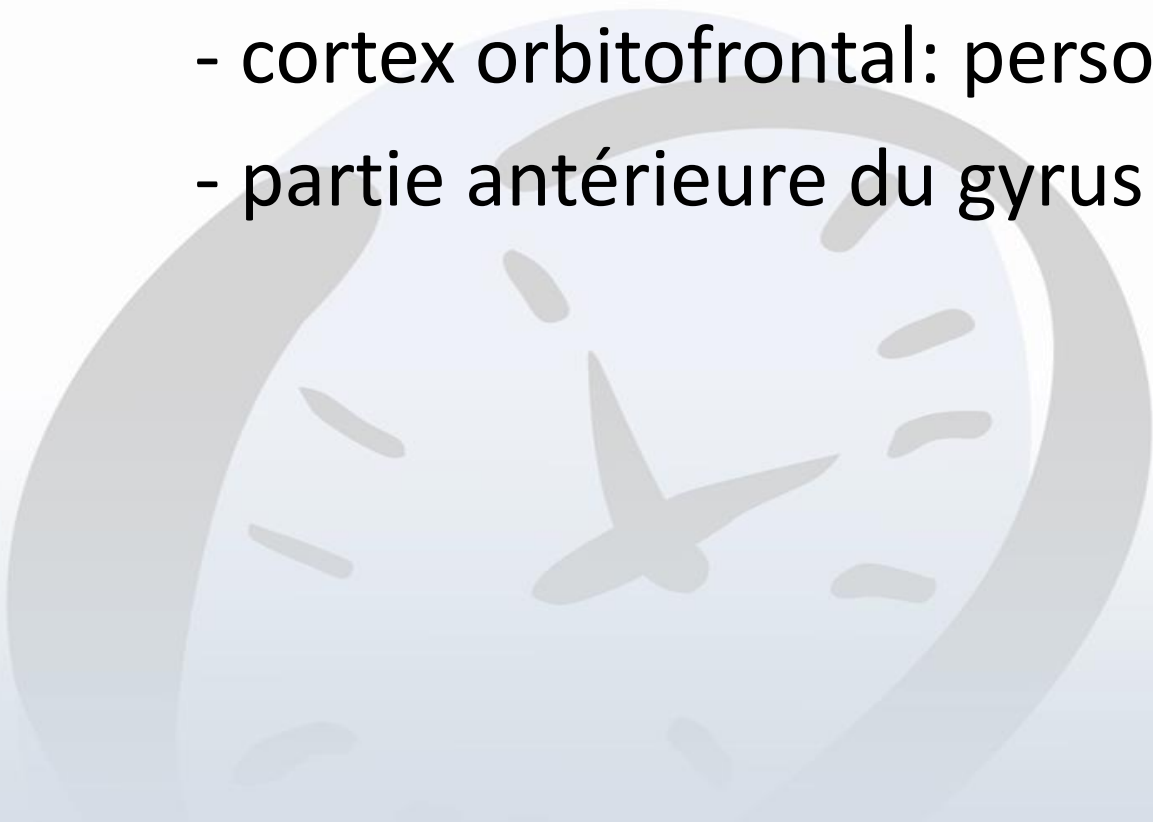 - cortex orbitofrontal: perso
- partie antérieure du gyrus